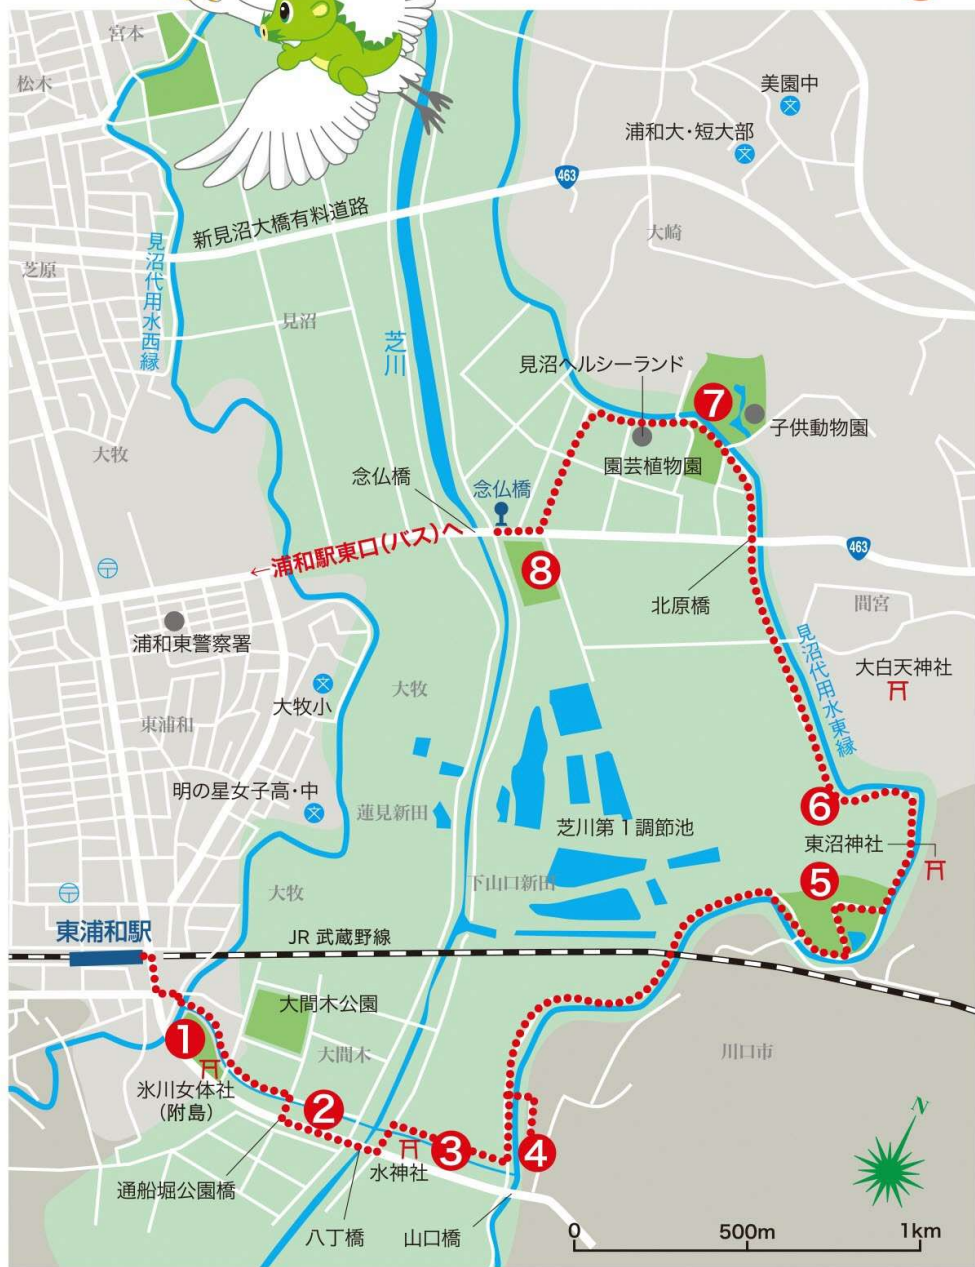 宮本
松木
美園中
文
浦和大・短大部
文
463
新見沼大橋有料道路
大崎
見沼代用水西縁
芝原
見沼
芝川
見沼ヘルシーランド
7
子供動物園
大牧
園芸植物園
念仏橋
念仏橋
←浦和駅東口(バス)へ
463
8
北原橋
間宮
〒
浦和東警察署
見沼代用水東縁
大白天神社
文
大牧小
大牧
東浦和
明の星女子高・中
文
蓮見新田
6
芝川第1調節池
東沼神社
下山口新田
5
大牧
〒
東浦和駅
JR 武蔵野線
大間木公園
1
大間木
川口市
氷川女体社
(附島)
2
N
3
4
水神社
通船堀公園橋
八丁橋
山口橋
0
500m
1km